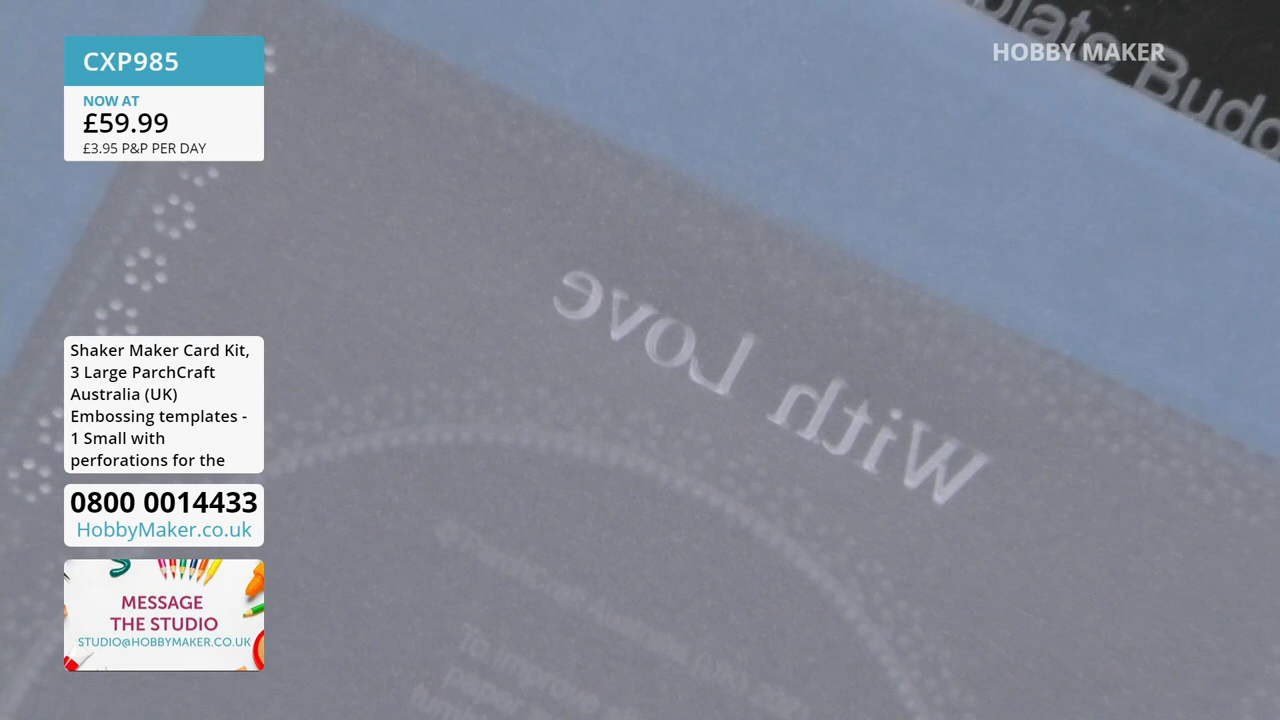 CXP985
NOW AT
£59.99
£3.95 P&P PER DAY
HOBBY MAKER
With Love
Shaker Maker Card Kit,
3 Large ParchCraft
Australia (UK)
Embossing templates -
1 Small with
perforations for the
0800 0014433
HobbyMaker.co.uk
MESSAGE
THE STUDIO
STUDIO@HOBBYMAKER.CO.UK
To improve